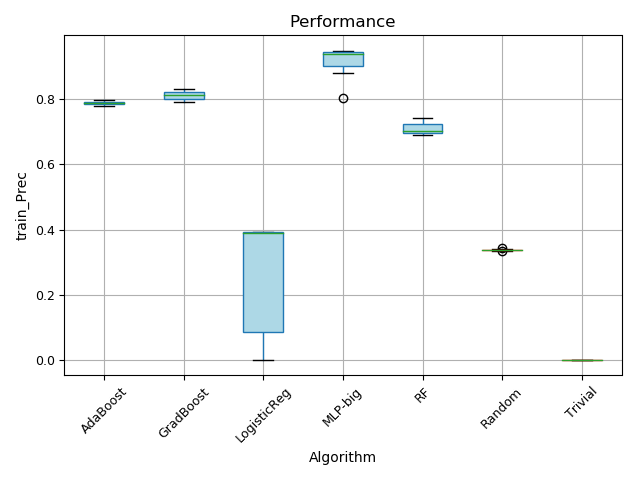 Performance
train_Prec
0.8
0.6
0.4
0.2
0.0
AdaBoost
GradBoost
LogisticReg
MLP-big
RF
Random
Trivial
Algorithm